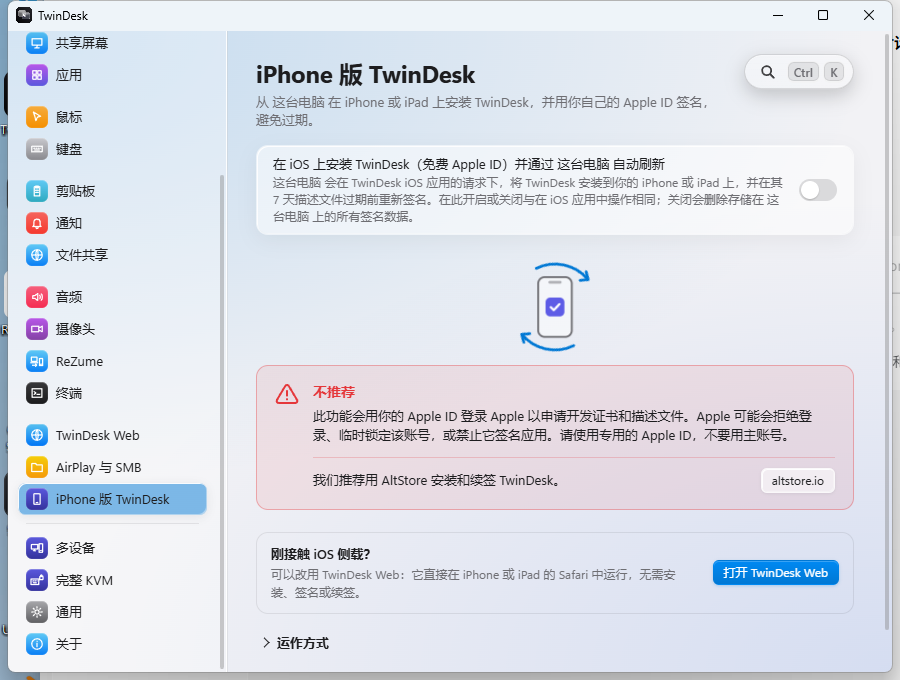 TwinDesk
共享屏幕
应用
鼠标
键盘
剪贴板
通知
文件共享
音频
摄像头
ReZume
终端
TwinDesk Web
AirPlay 与 SMB
iPhone 版 TwinDesk
多设备
完整 KVM
通用
关于
iPhone 版 TwinDesk
Ctrl K
从 这台电脑 在 iPhone 或 iPad 上安装 TwinDesk，并用你自己的 Apple ID 签名，
避免过期。
在 iOS 上安装 TwinDesk（免费 Apple ID）并通过 这台电脑 自动刷新
这台电脑 会在 TwinDesk iOS 应用的请求下，将 TwinDesk 安装到你的 iPhone 或 iPad 上，并在其
7 天描述文件过期前重新签名。在此开启或关闭与在 iOS 应用中操作相同；关闭会删除存储在 这
台电脑 上的所有签名数据。
不推荐
此功能会用你的 Apple ID 登录 Apple 以申请开发证书和描述文件。Apple 可能会拒绝登
录、临时锁定该账号，或禁止它签名应用。请使用专用的 Apple ID，不要用主账号。
我们推荐用 AltStore 安装和续签 TwinDesk。
altstore.io
刚接触 iOS 侧载？
可以改用 TwinDesk Web：它直接在 iPhone 或 iPad 的 Safari 中运行，无需安
装、签名或续签。
打开 TwinDesk Web
运作方式